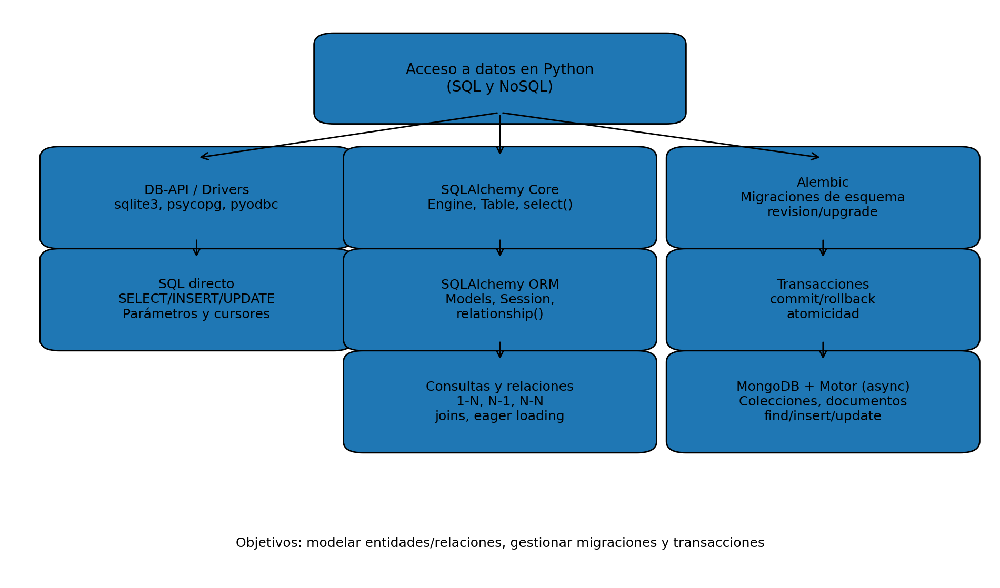 Acceso a datos en Python
(SQL y NoSQL)
DB-API / Drivers
sqlite3, psycopg, pyodbc
SQLAlchemy Core
Engine, Table, select()
Alembic
Migraciones de esquema
revision/upgrade
SQL directo
SELECT/INSERT/UPDATE
Parámetros y cursores
SQLAlchemy ORM
Models, Session,
relationship()
Transacciones
commit/rollback
atomicidad
Consultas y relaciones
1-N, N-1, N-N
joins, eager loading
MongoDB + Motor (async)
Colecciones, documentos
find/insert/update
Objetivos: modelar entidades/relaciones, gestionar migraciones y transacciones